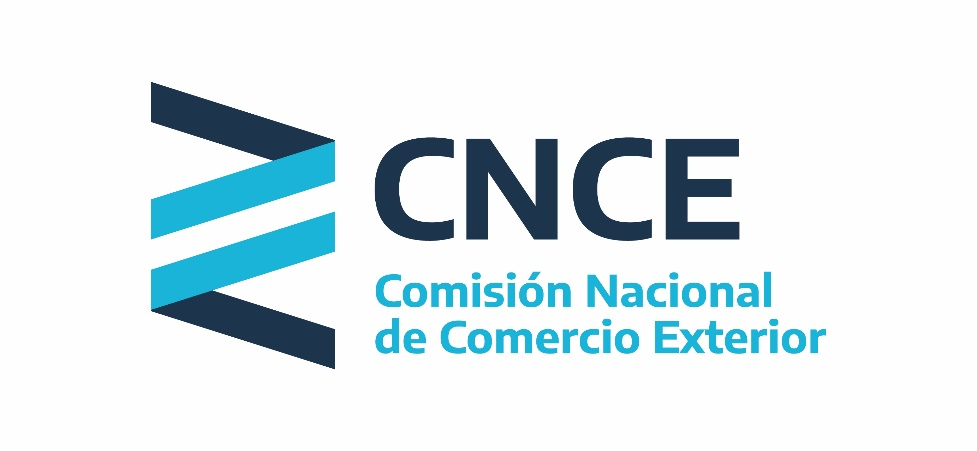 CNCE
Comisión Nacional
de Comercio Exterior